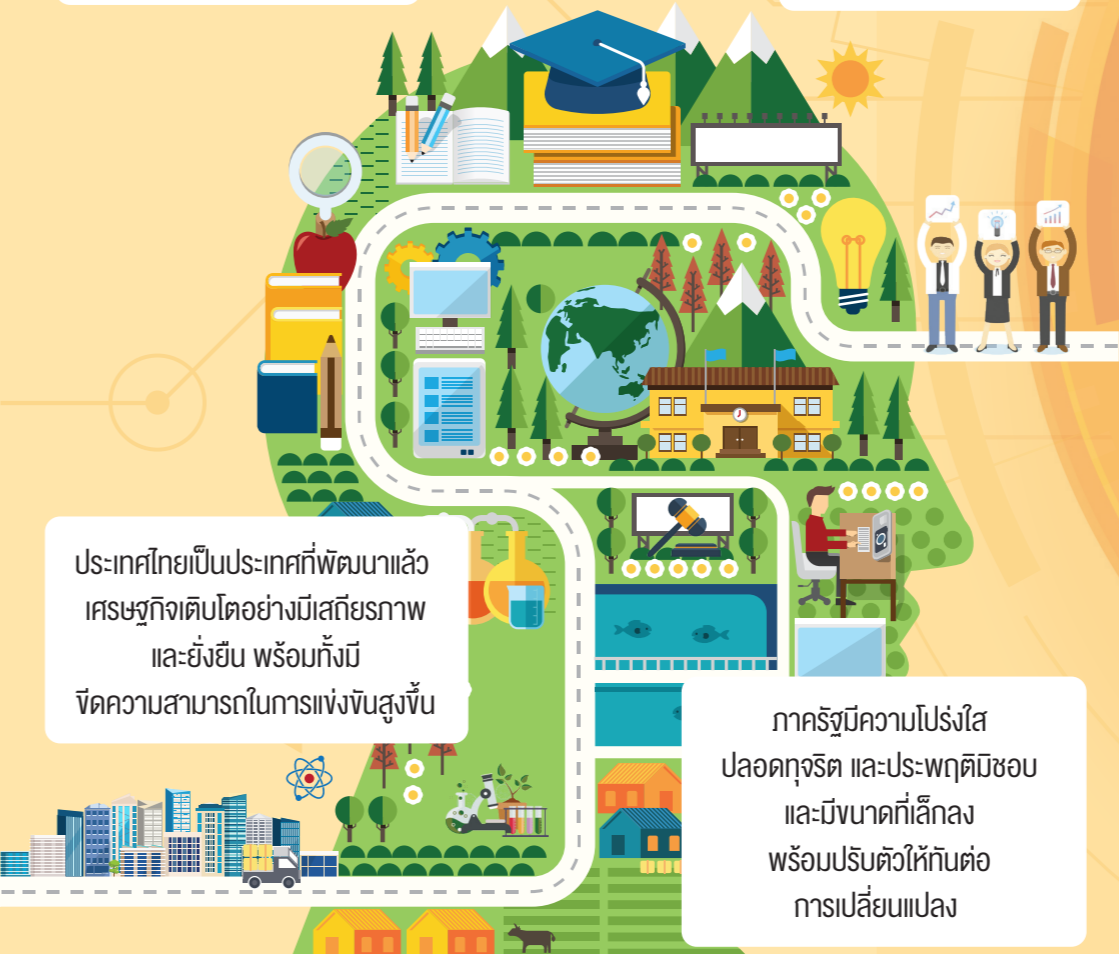 ประเทศไทยเป็นประเทศที่พัฒนาแล้ว
เศรษฐกิจเติบโตอย่างมีเสถียรภาพ
และยั่งยืน พร้อมทั้งมี
ขีดความสามารถในการแข่งขันสูงขึ้น
ภาครัฐมีความโปร่งใส
ปลอดทุจริต และประพฤติมิชอบ
และมีขนาดที่เล็กลง
พร้อมปรับตัวให้ทันต่อ
การเปลี่ยนแปลง